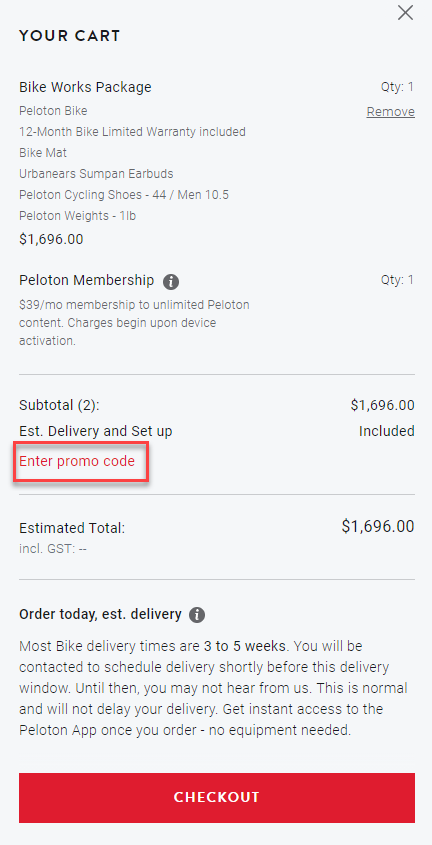 YOUR CART
Bike Works Package Qty: 1
Peloton Bike Remove
12-Month Bike Limited Warranty included
Bike Mat
Urbanears Sumpan Earbuds
Peloton Cycling Shoes - 44 / Men 10.5
Peloton Weights - 1lb
$1,696.00
Peloton Membership i Qty: 1
$39/mo membership to unlimited Peloton
content. Charges begin upon device
activation.
Subtotal (2): $1,696.00
Est. Delivery and Set up Included
Enter promo code
Estimated Total: $1,696.00
incl. GST: --
Order today, est. delivery i
Most Bike delivery times are 3 to 5 weeks. You will be
contacted to schedule delivery shortly before this delivery
window. Until then, you may not hear from us. This is normal
and will not delay your delivery. Get instant access to the
Peloton App once you order - no equipment needed.
CHECKOUT